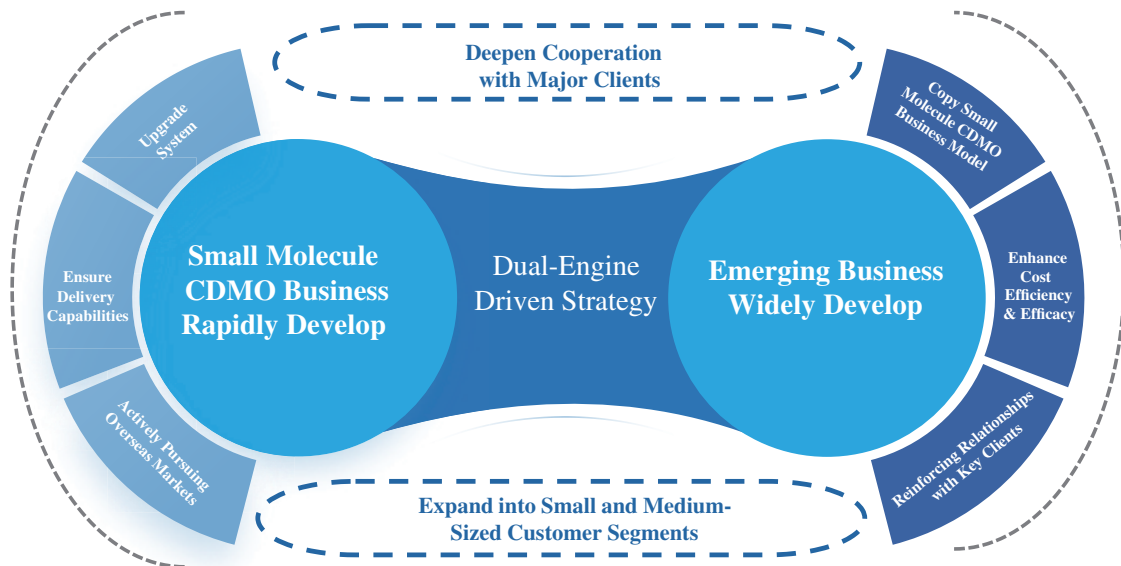 Deepen Cooperation
with Major Clients
Upgrade
System
Ensure
Delivery
Capabilities
Actively Pursuing
Overseas Markets
Small Molecule
CDMO Business
Rapidly Develop
Dual-Engine
Driven Strategy
Emerging Business
Widely Develop
Copy Small
Molecule CDMO
Business Model
Enhance
Cost
Efficiency
& Efficacy
Reinforcing Relationships
with Key Clients
Expand into Small and Medium-
Sized Customer Segments